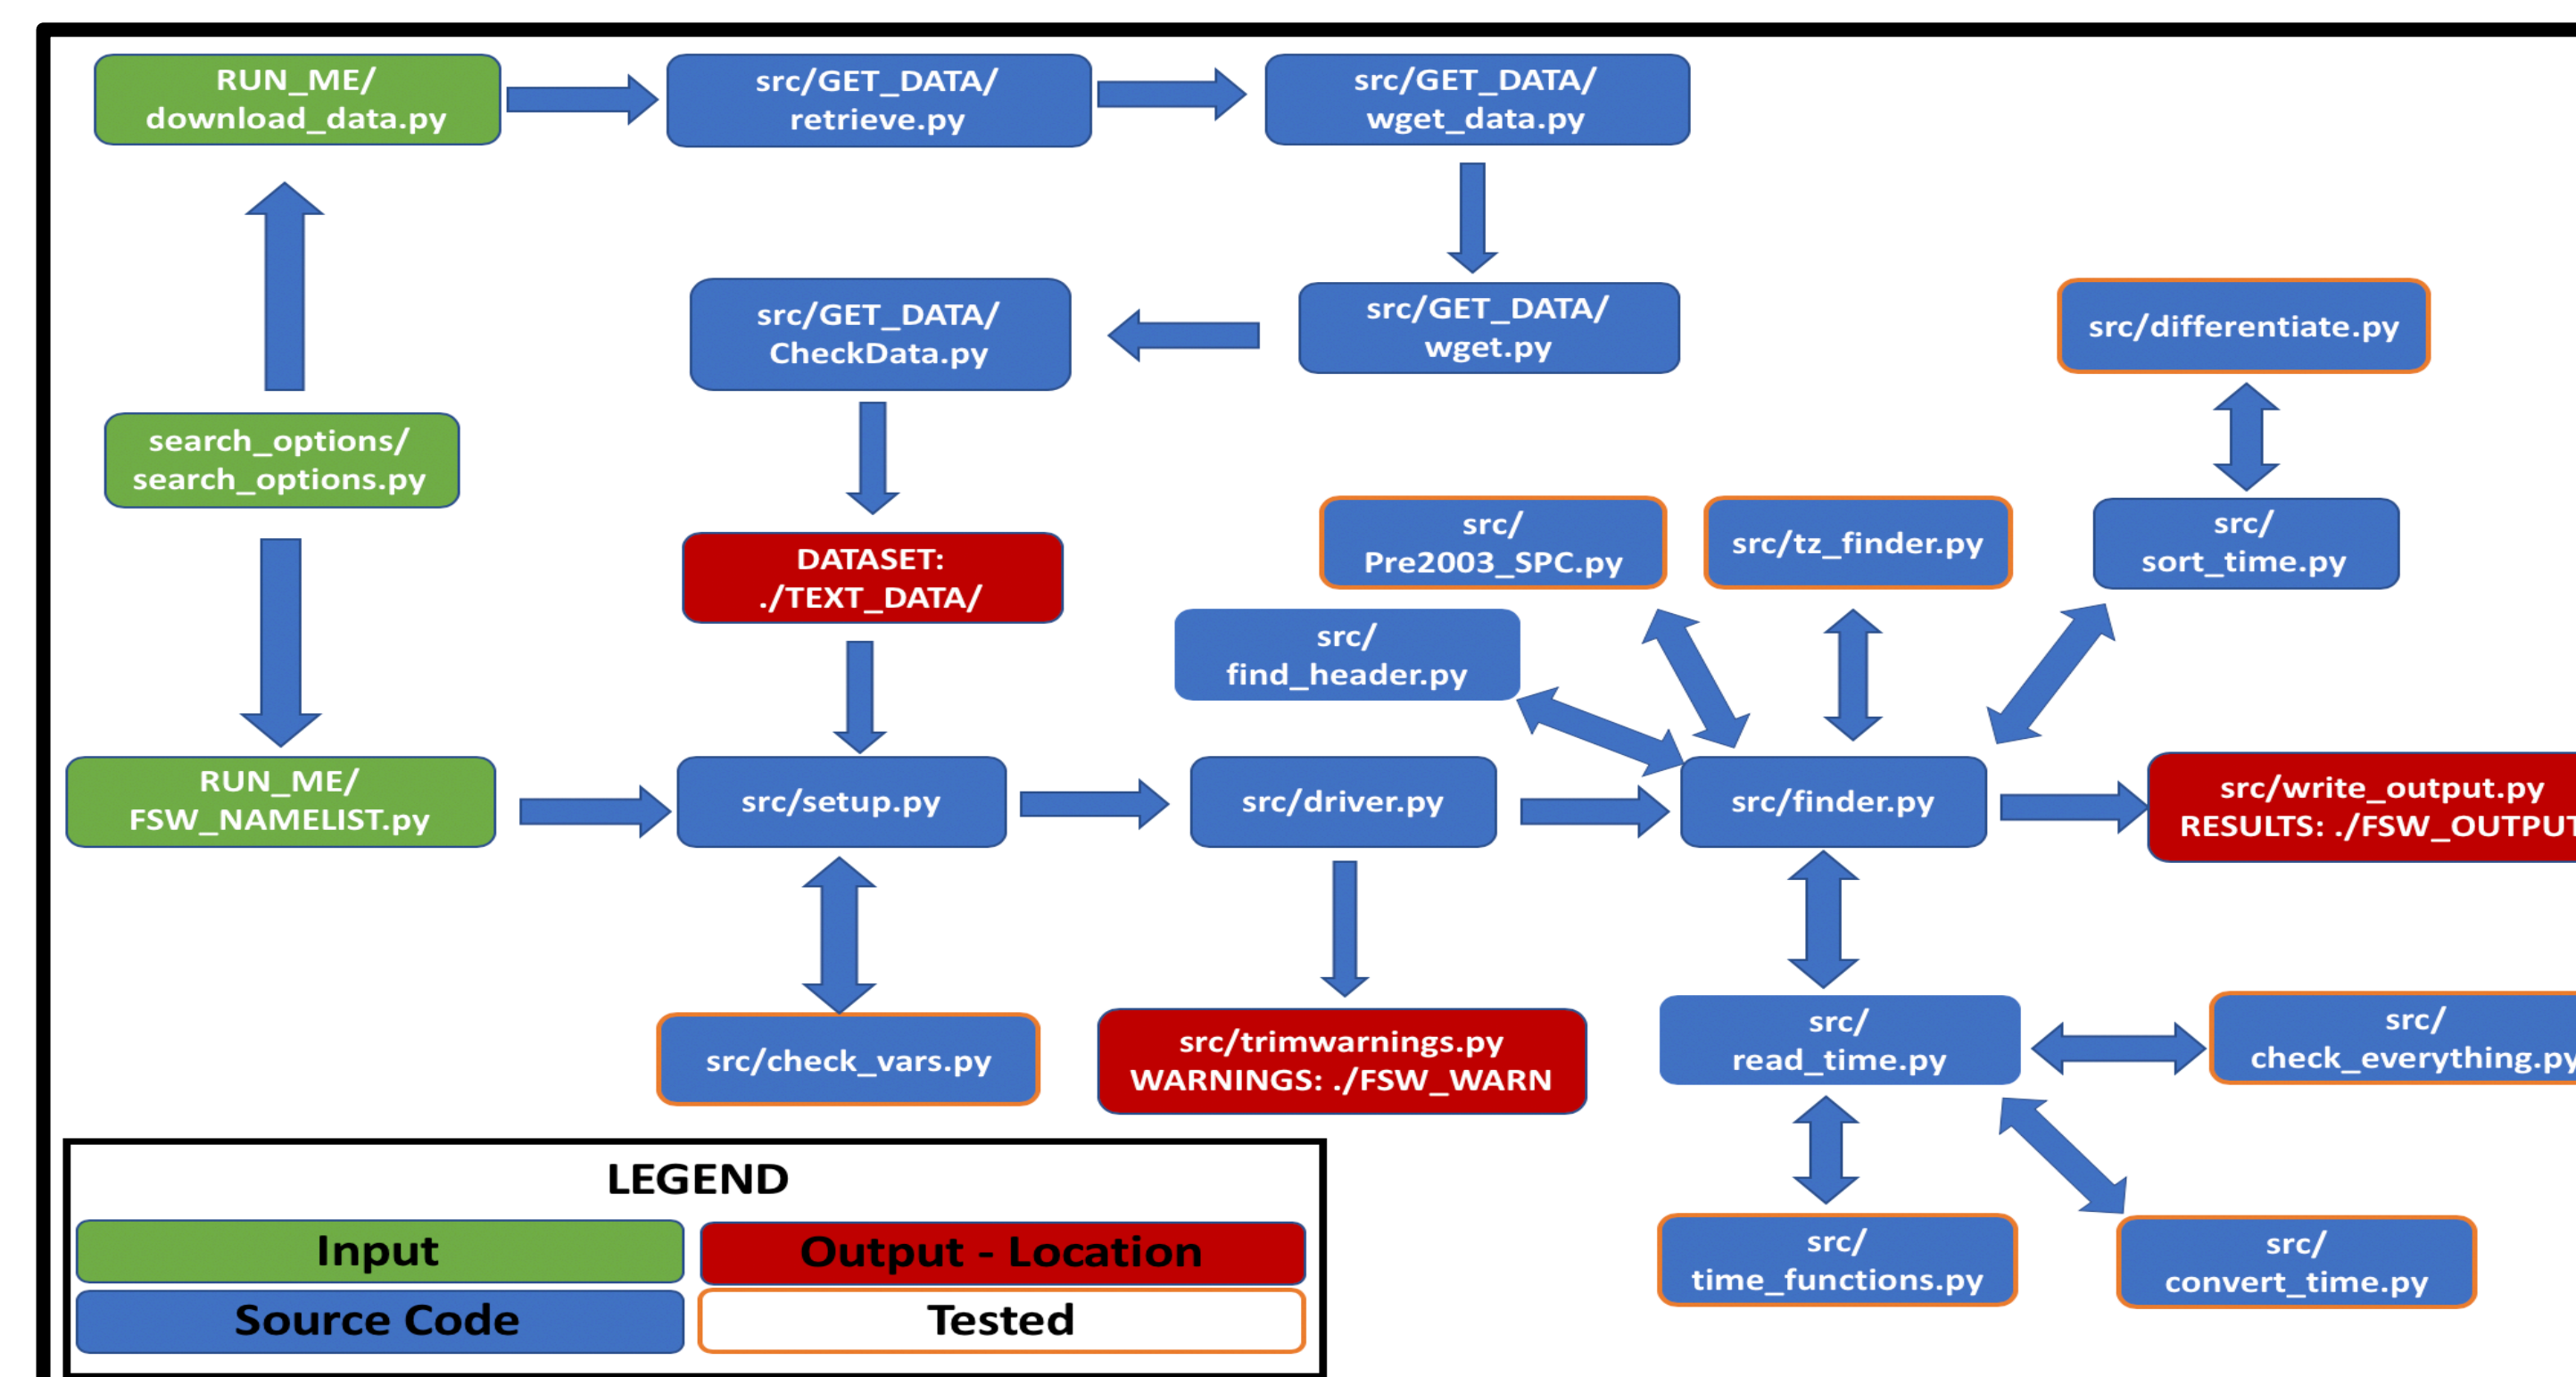 RUN_ME/
download_data.py
src/GET_DATA/
retrieve.py
src/GET_DATA/
wget_data.py
src/GET_DATA/
CheckData.py
src/GET_DATA/
wget.py
src/differentiate.py
search_options/
search_options.py
DATASET:
./TEXT_DATA/
src/
Pre2003_SPC.py
src/tz_finder.py
src/
sort_time.py
src/
find_header.py
RUN_ME/
FSW_NAMELIST.py
src/setup.py
src/driver.py
src/finder.py
src/write_output.py
RESULTS: ./FSW_OUTPUT
src/check_vars.py
src/trimwarnings.py
WARNINGS: ./FSW_WARN
src/
read_time.py
src/
check_everything.py
src/
time_functions.py
src/
convert_time.py
LEGEND
Input
Output - Location
Source Code
Tested